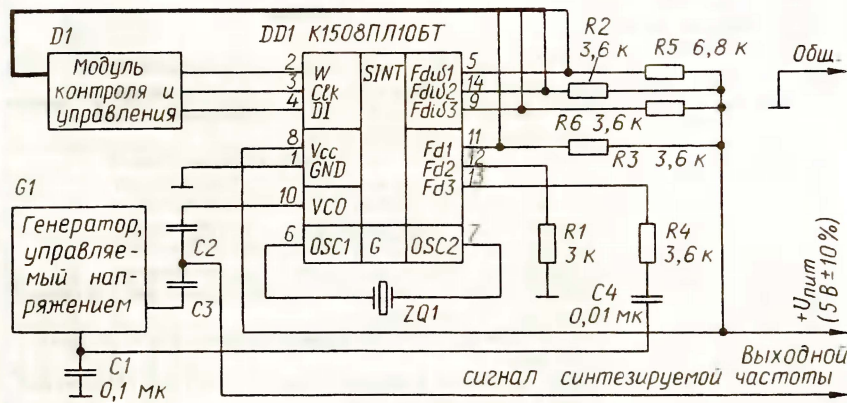 D1
Модуль
контроля и
управления
DD1 К1508ПЛ10БТ
2
3
4
8
1
10
6
W
Clk
DI
Vcc
GND
VCO
OSC1
G
OSC2
SINT
Fdiv1
Fdiv2
Fdiv3
Fd1
Fd2
Fd3
5
14
9
11
12
13
7
R2
3,6 к
R5 6,8 к
R6 3,6 к
R3 3,6 к
Общ.
G1
Генератор,
управляе-
мый нап-
ряжением
C2
C3
ZQ1
R1
3 к
R4
3,6 к
C4
0,01 мк
+Uпит
(5 В ± 10 %)
C1
0,1 мк
Выходной
сигнал синтезируемой частоты